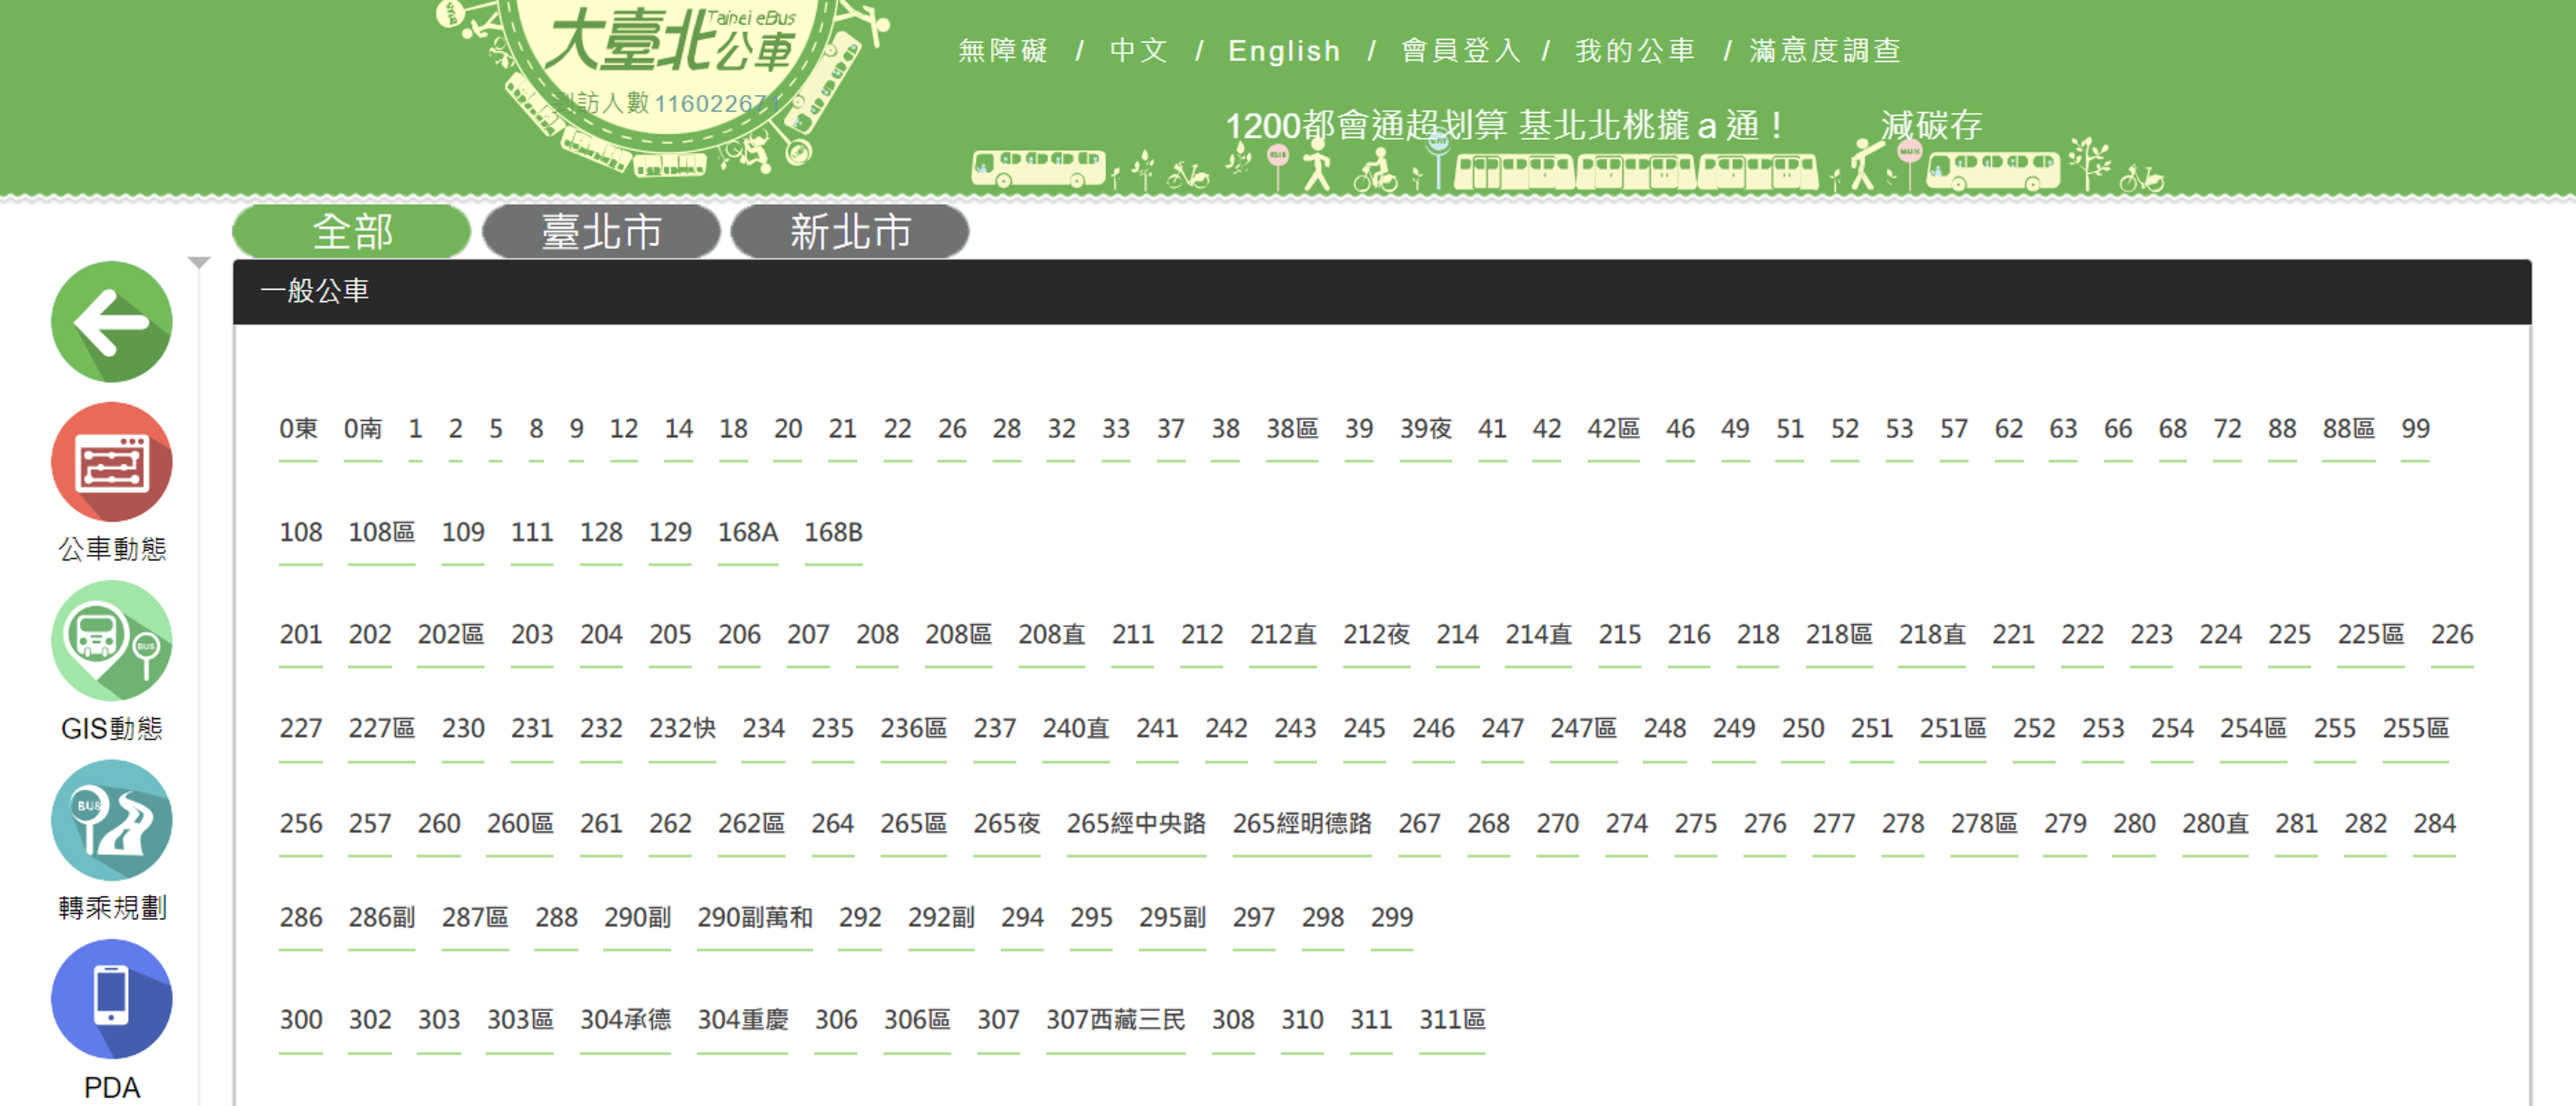 大臺北公車
Taipei eBus
到訪人數 116022671
無障礙 / 中文 / English / 會員登入 / 我的公車 / 滿意度調查
1200都會通超划算 基北北桃攏ａ通！ 減碳存
全部 臺北市 新北市
一般公車
公車動態
GIS動態
轉乘規劃
PDA
0東 0南 1 2 5 8 9 12 14 18 20 21 22 26 28 32 33 37 38 38區 39 39夜 41 42 42區 46 49 51 52 53 57 62 63 66 68 72 88 88區 99
108 108區 109 111 128 129 168A 168B
201 202 202區 203 204 205 206 207 208 208區 208直 211 212 212直 212夜 214 214直 215 216 218 218區 218直 221 222 223 224 225 225區 226
227 227區 230 231 232 232快 234 235 236區 237 240直 241 242 243 245 246 247 247區 248 249 250 251 251區 252 253 254 254區 255 255區
256 257 260 260區 261 262 262區 264 265區 265夜 265經中央路 265經明德路 267 268 270 274 275 276 277 278 278區 279 280 280直 281 282 284
286 286副 287區 288 290副 290副萬和 292 292副 294 295 295副 297 298 299
300 302 303 303區 304承德 304重慶 306 306區 307 307西藏三民 308 310 311 311區